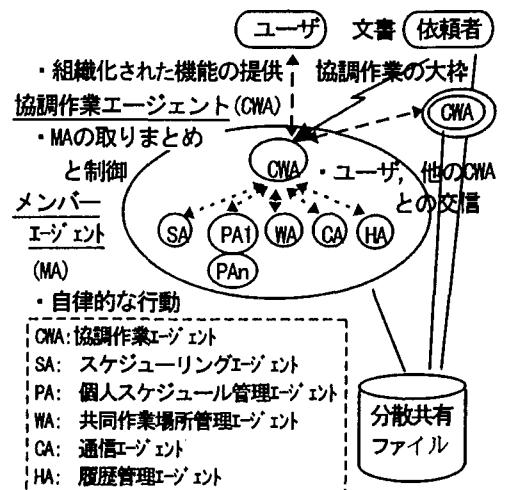 ユーザ 文書 依頼者
・組織化された機能の提供 協調作業の大枠
協調作業エージェント(CWA)
CWA
・MAの取りまとめ
と制御
CWA
・ユーザ, 他のCWA
との交信
メンバー
エージェント
(MA)
SA PA1 WA CA HA
PAn
・自律的な行動
CWA:協調作業エージェント
SA: スケジューリングエージェント
PA: 個人スケジュール管理エージェント
WA: 共同作業場所管理エージェント
CA: 通信エージェント
HA: 履歴管理エージェント
分散共有
ファイル